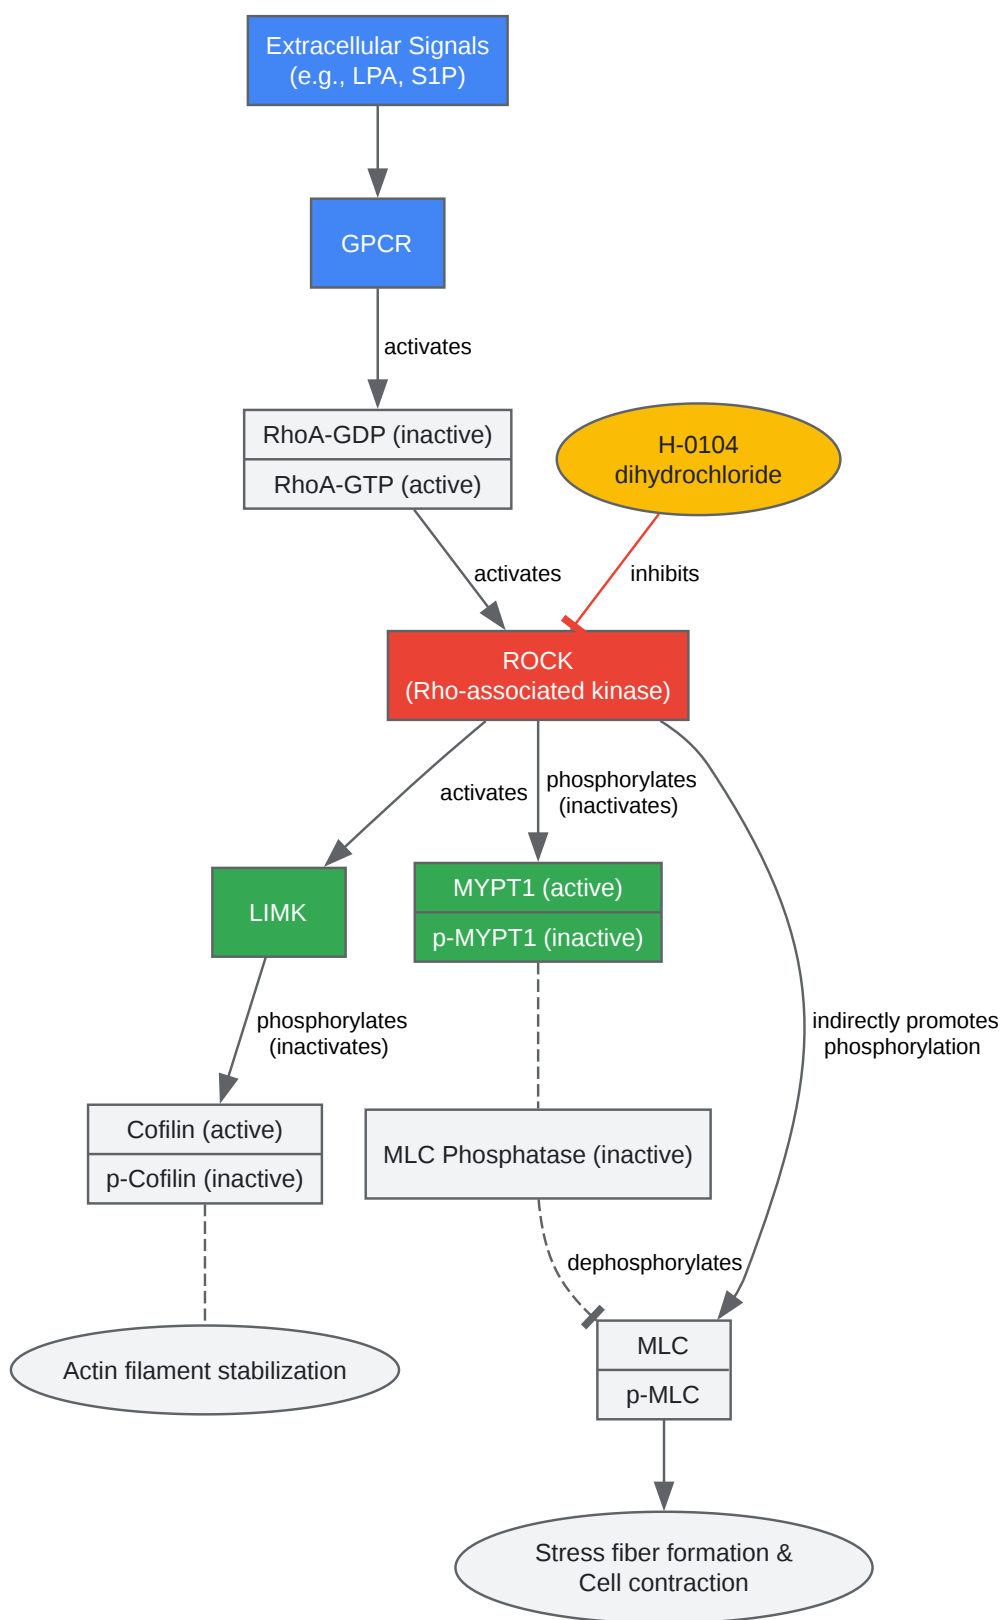 Extracellular Signals
(e.g., LPA, S1P)
GPCR
activates
RhoA-GDP (inactive)
RhoA-GTP (active)
H-0104
dihydrochloride
activates
inhibits
ROCK
(Rho-associated kinase)
activates
phosphorylates
(inactivates)
LIMK
MYPT1 (active)
p-MYPT1 (inactive)
phosphorylates
(inactivates)
indirectly promotes
phosphorylation
Cofilin (active)
p-Cofilin (inactive)
MLC Phosphatase (inactive)
dephosphorylates
Actin filament stabilization
MLC
p-MLC
Stress fiber formation &
Cell contraction